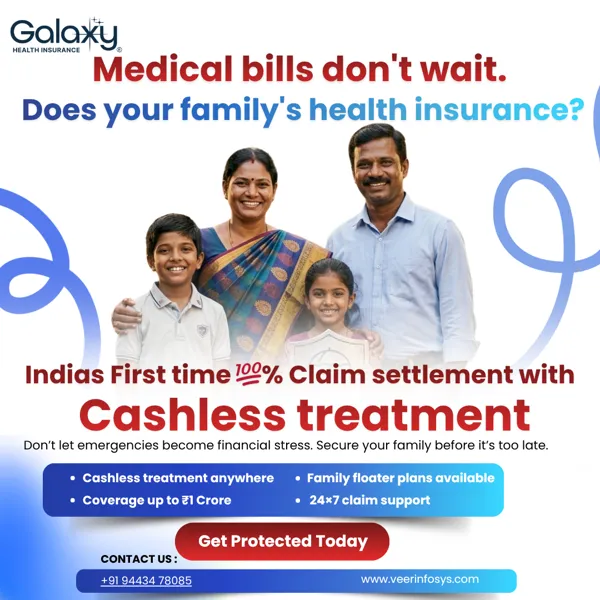 Galaxy
HEALTH INSURANCE ®
Medical bills don't wait.
Does your family's health insurance?
Indias First time 💯% Claim settlement with
Cashless treatment
Don't let emergencies become financial stress. Secure your family before it's too late.
• Cashless treatment anywhere
• Coverage up to ₹1 Crore
• Family floater plans available
• 24×7 claim support
Get Protected Today
CONTACT US :
+91 94434 78085
www.veerinfosys.com